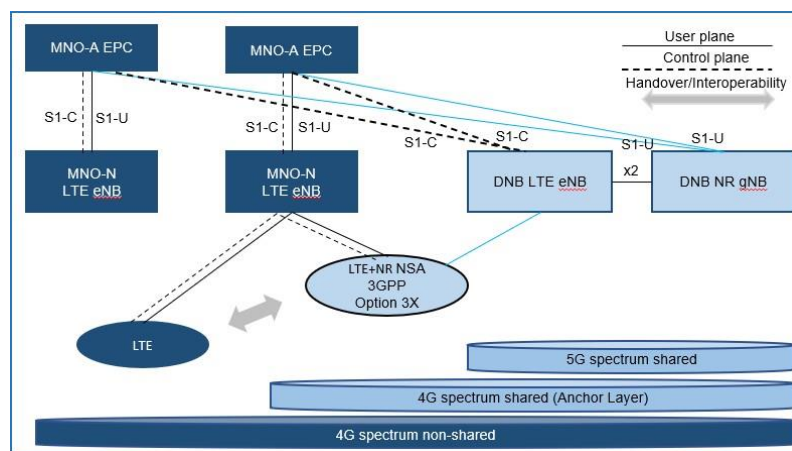 MNO-A EPC
MNO-A EPC
User plane
Control plane
Handover/Interoperability
S1-C
S1-U
S1-C
S1-U
S1-C
S1-C
S1-U
S1-U
MNO-N
LTE eNB
MNO-N
LTE eNB
DNB LTE eNB
x2
DNB NR gNB
LTE+NR NSA
3GPP
Option 3X
LTE
5G spectrum shared
4G spectrum shared (Anchor Layer)
4G spectrum non-shared